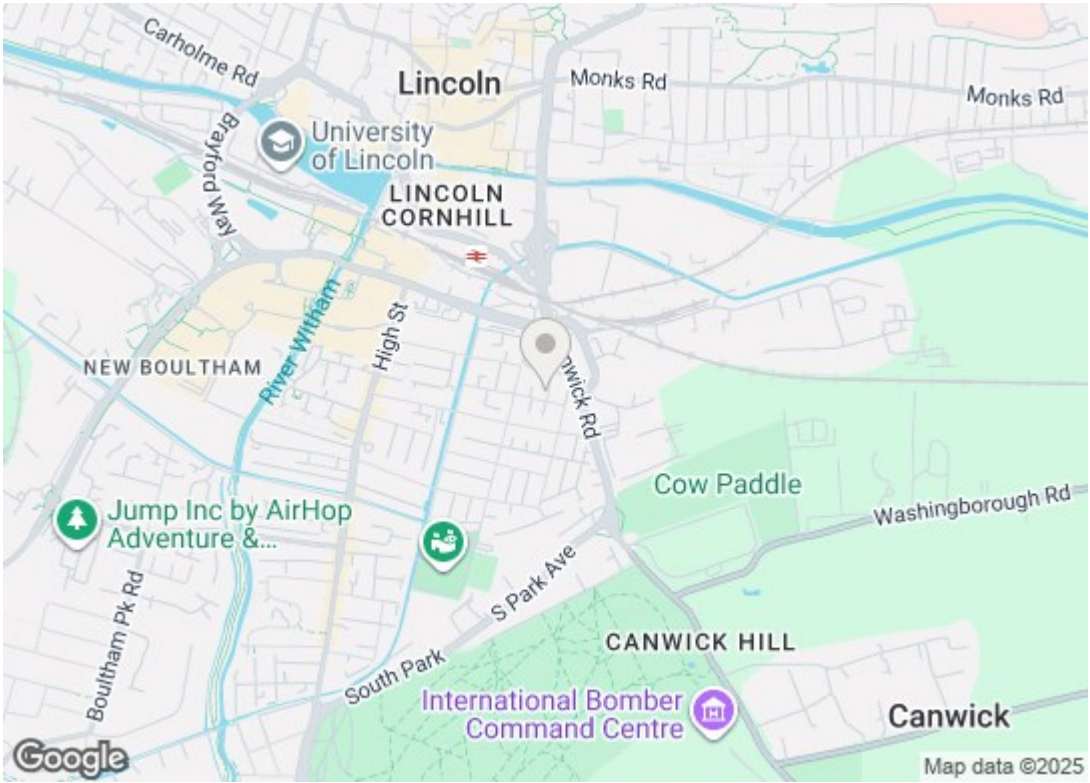 Carholme Rd
Lincoln
Monks Rd
Monks Rd
University
of Lincoln
Brayford Way
LINCOLN
CORNHILL
River Witham
High St
NEW BOULTHAM
nwick Rd
Cow Paddle
Washingborough Rd
Jump Inc by AirHop
Adventure &...
S Park Ave
Boultham Pk Rd
CANWICK HILL
South Park
International Bomber
Command Centre
Canwick
Google
Map data ©2025